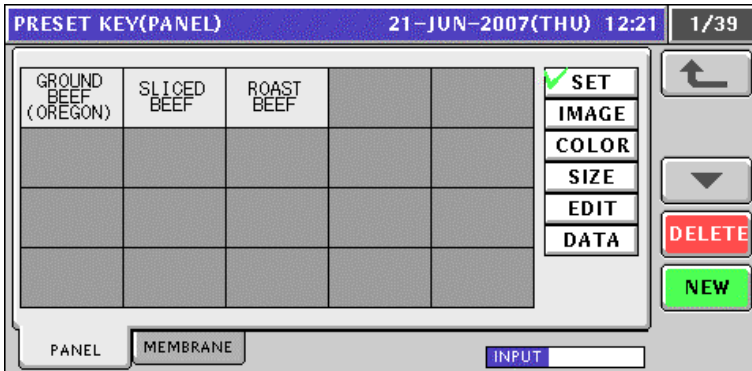 PRESET KEY(PANEL) 21-JUN-2007(THU) 12:21 1/39
GROUND
BEEF
(OREGON)
SLICED
BEEF
ROAST
BEEF
SET
IMAGE
COLOR
SIZE
EDIT
DATA
DELETE
NEW
PANEL
MEMBRANE
INPUT